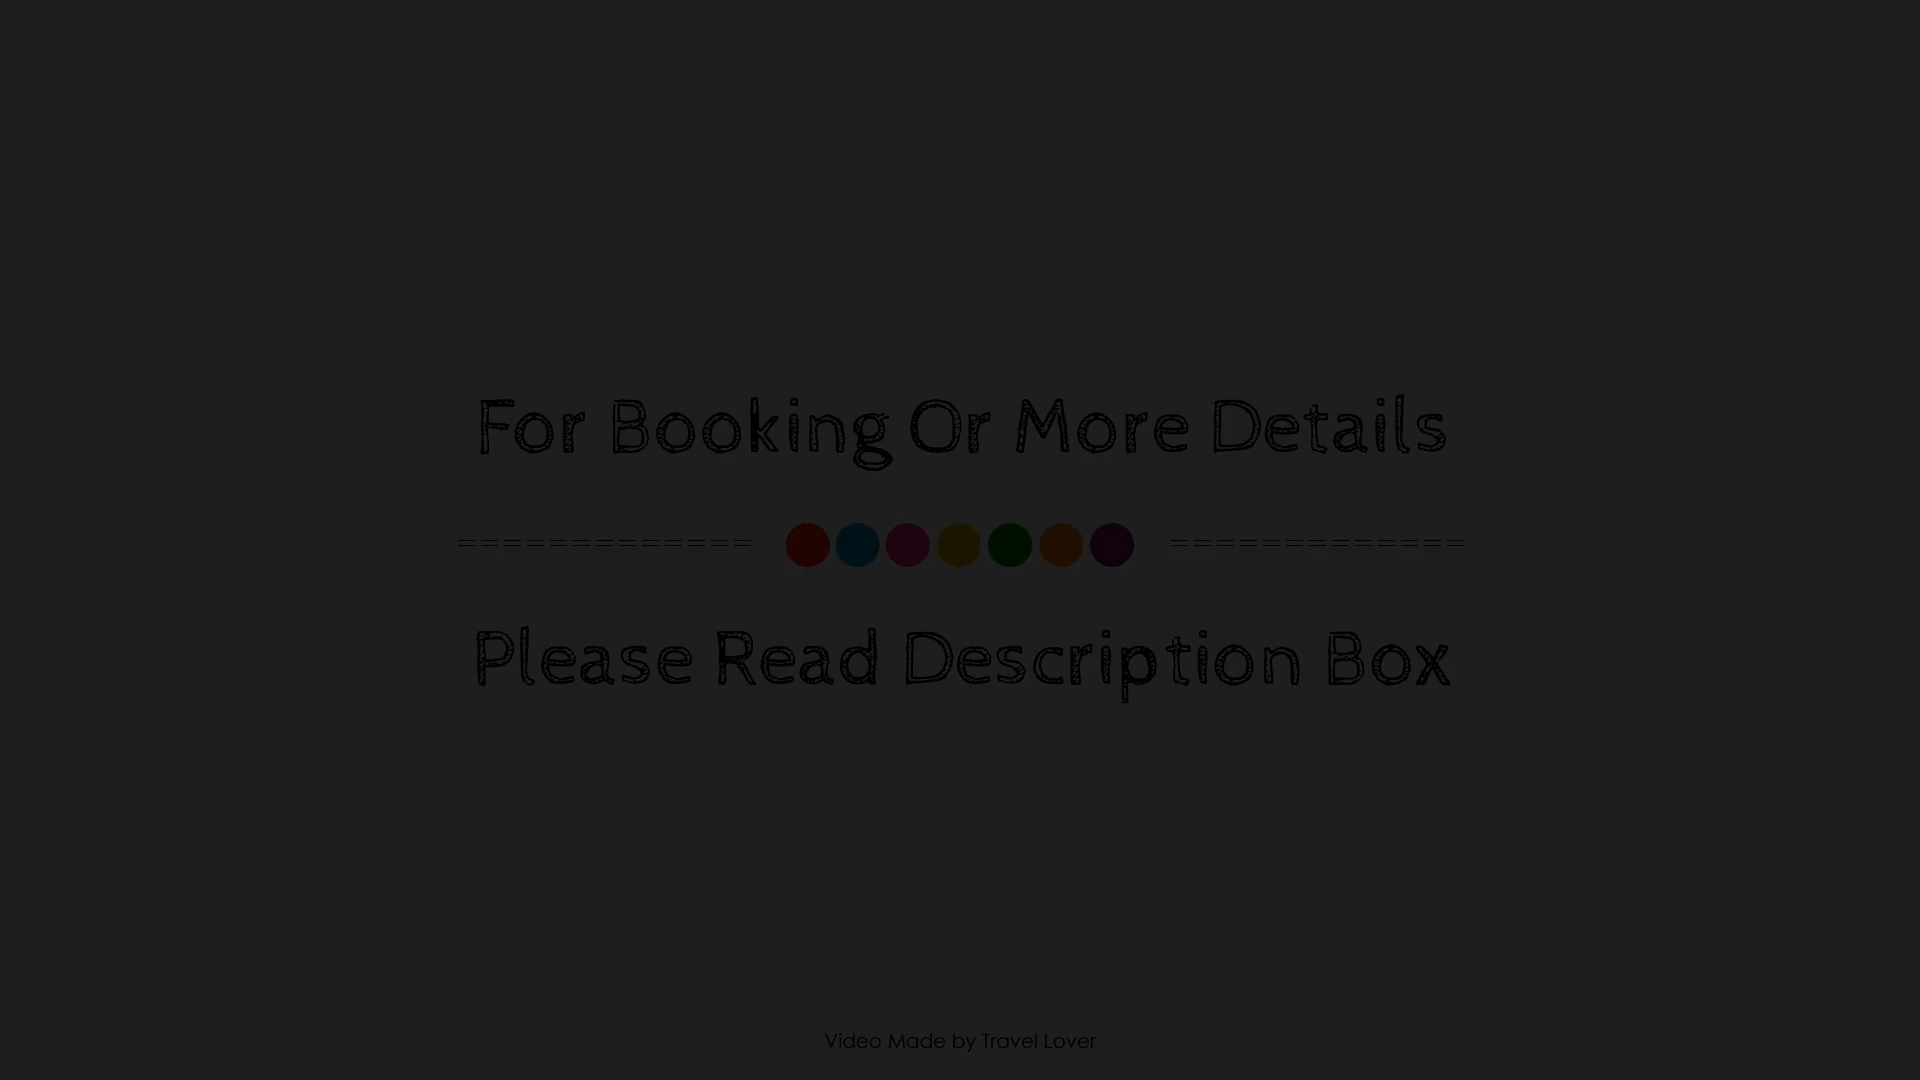 For Booking Or More Details
============= =============
Please Read Description Box
Video Made by Travel Lover